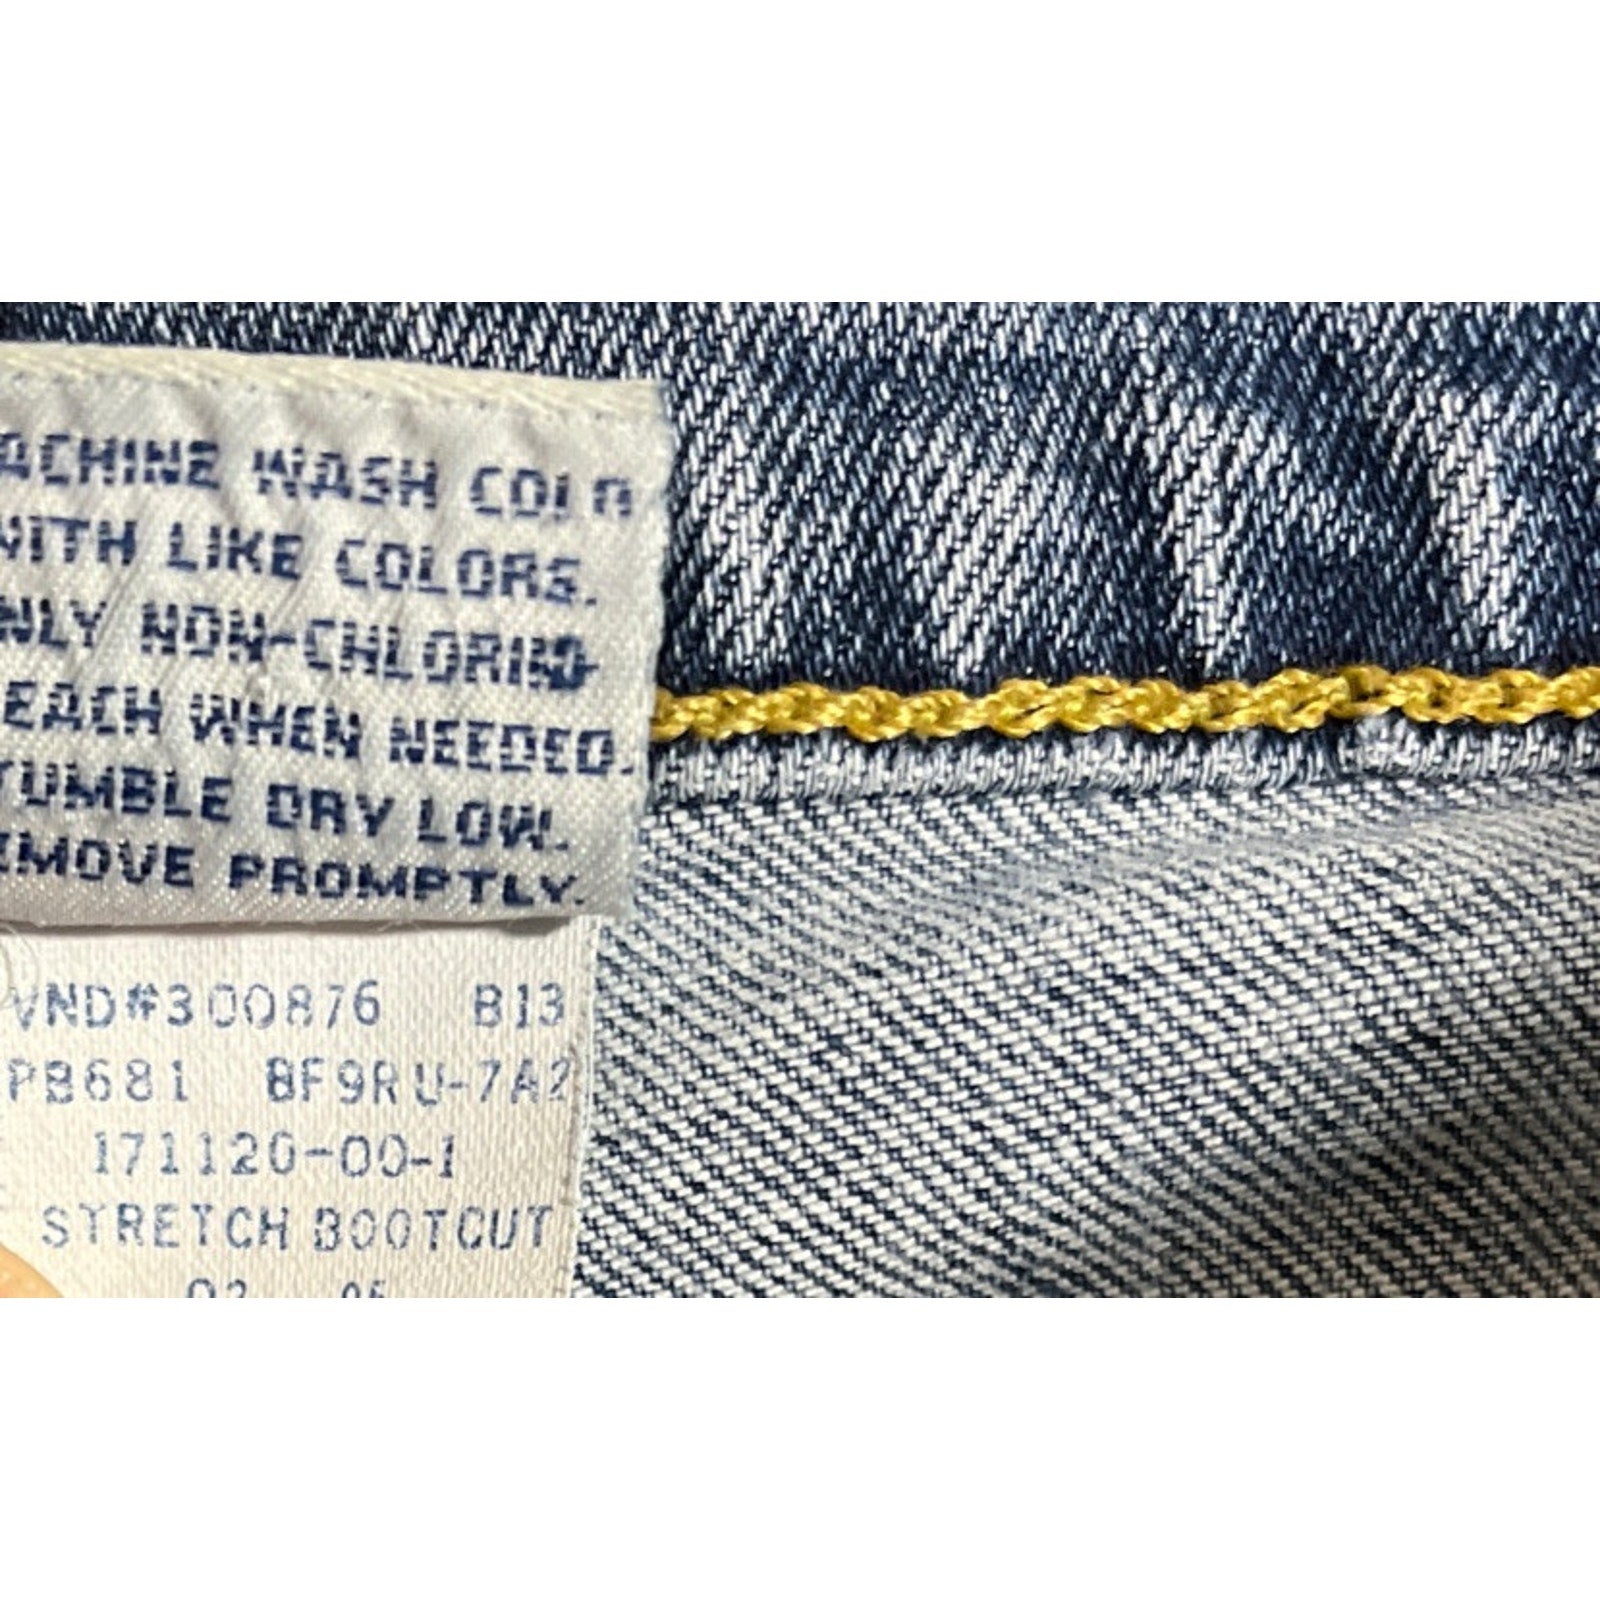 ACHINE WASH COLD
WITH LIKE COLORS.
NLY NON-CHLORINE
EACH WHEN NEEDED.
TUMBLE DRY LOW.
EMOVE PROMPTLY.
VND#300876 B13
PB681 8F9RU-7A2
171120-00-1
STRETCH BOOTCUT